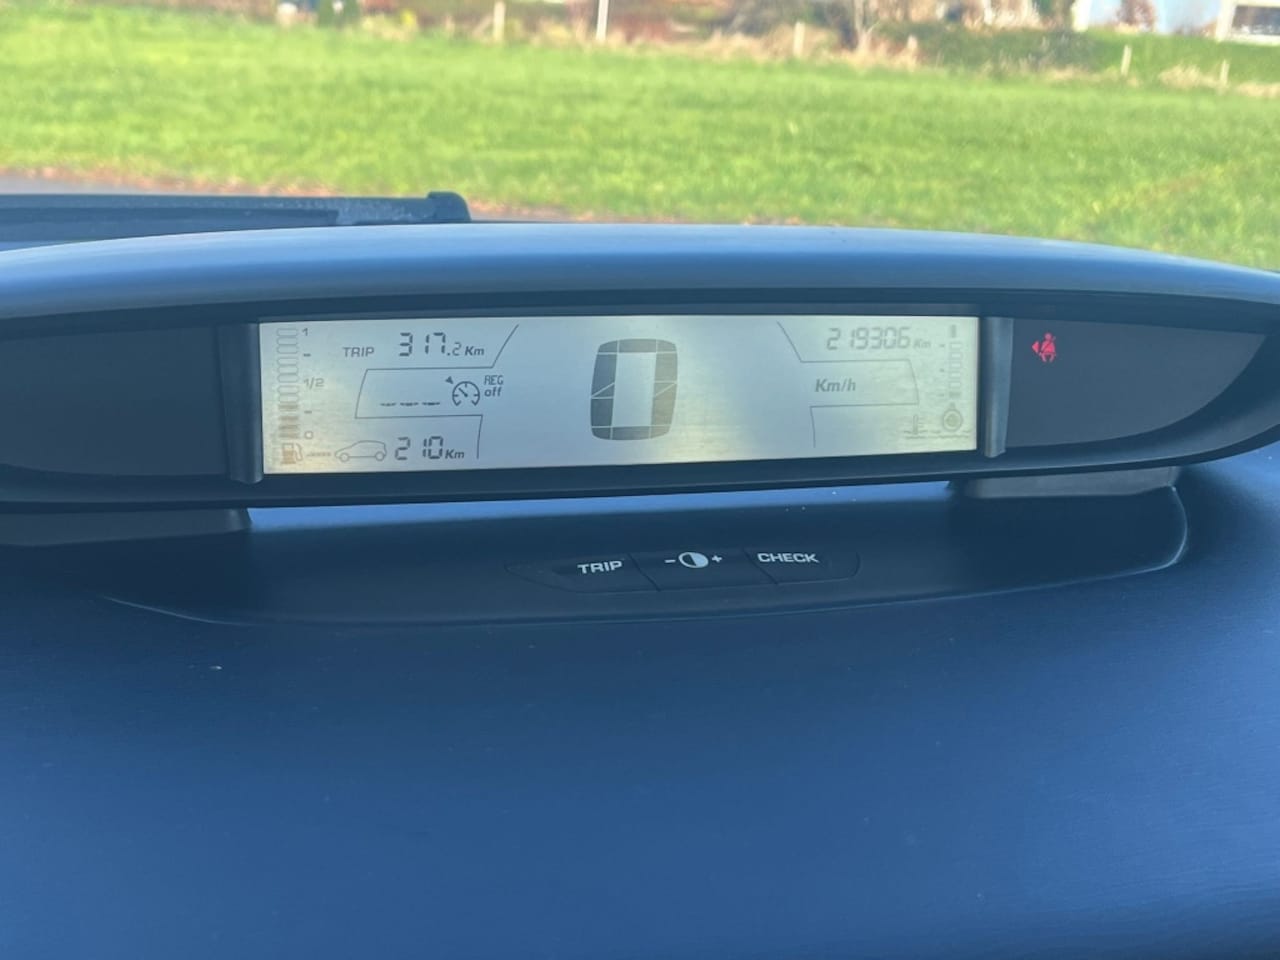 1
TRIP 317.2 Km
219306 Km
1/2
REG
off
---- 
0
Km/h
0
210 Km
TRIP
- +
CHECK